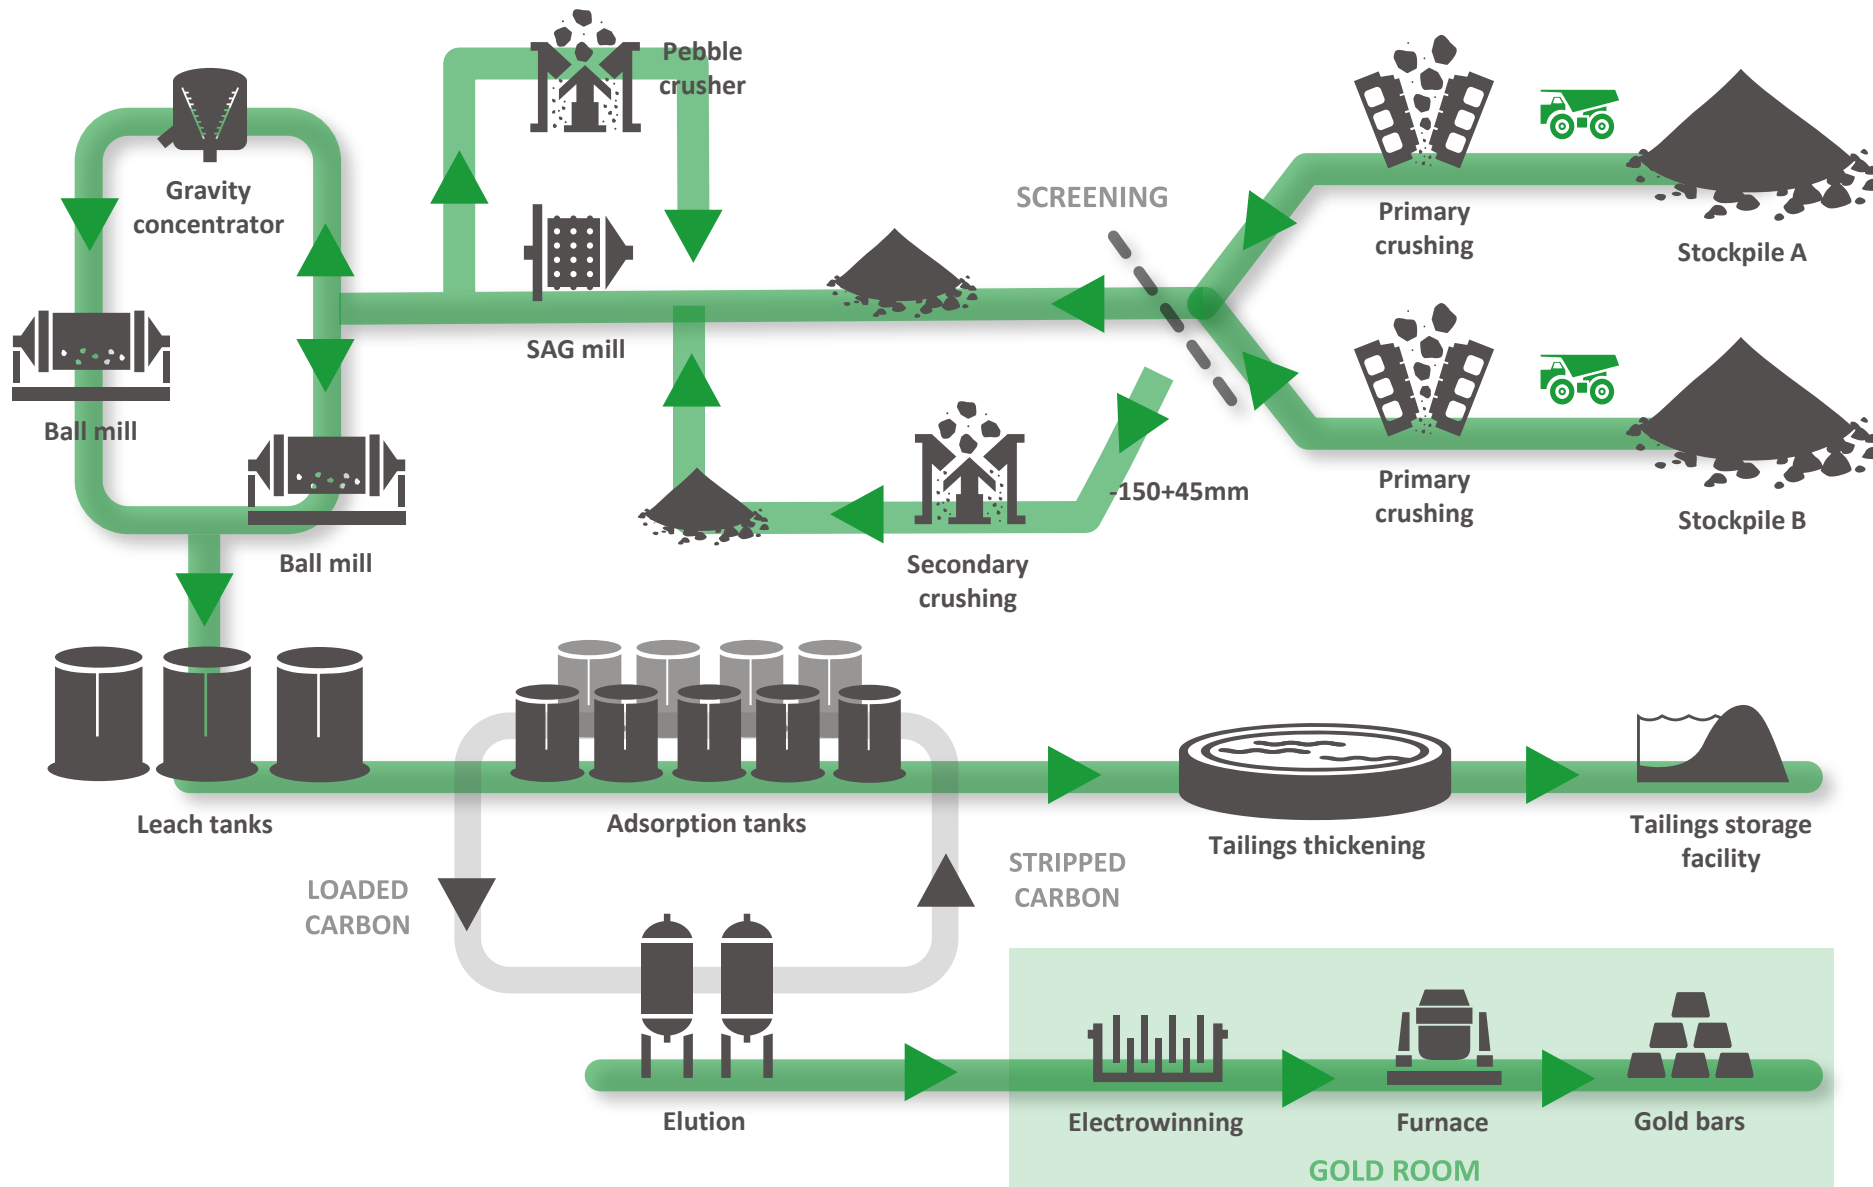 Pebble
crusher
Gravity
concentrator
SCREENING
Primary
crushing
Stockpile A
SAG mill
Ball mill
-150+45mm
Primary
crushing
Stockpile B
Ball mill
Secondary
crushing
Leach tanks
Adsorption tanks
Tailings thickening
Tailings storage
facility
LOADED
CARBON
STRIPPED
CARBON
Elution
Electrowinning
Furnace
Gold bars
GOLD ROOM